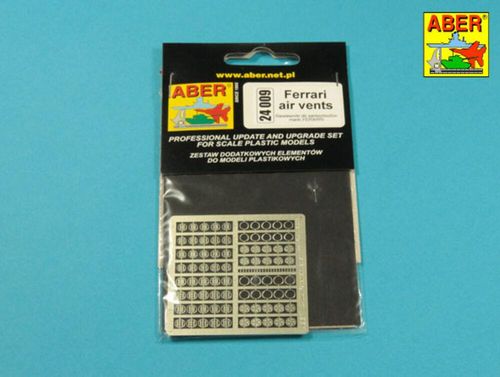 ABER®
www.aber.net.pl
ABER
24 009
Ferrari
air vents
PROFESSIONAL UPDATE AND UPGRADE SET
FOR SCALE PLASTIC MODELS
ZESTAW DODATKOWYCH ELEMENTÓW
DO MODELI PLASTIKOWYCH